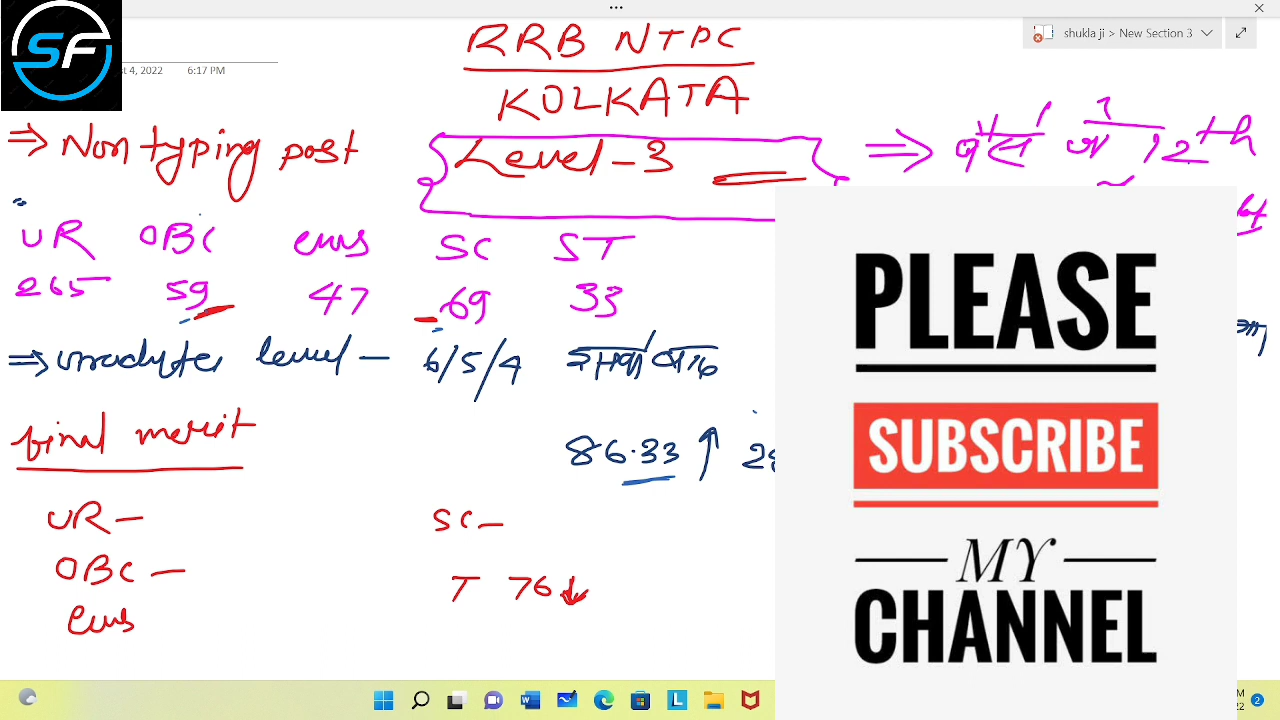 SF
4, 2022 6:17 PM
shukla ji > New Section 3
RRB NTPC
KOLKATA
⇒ Non typing post
Level-3
⇒ 12th
UR OBC ews SC ST
265 59 47 69 33
level - 6/5/4
final merit
86.33 ↑
UR -
SC -
OBC -
T 76 ↓
ews
PLEASE
SUBSCRIBE
MY
CHANNEL